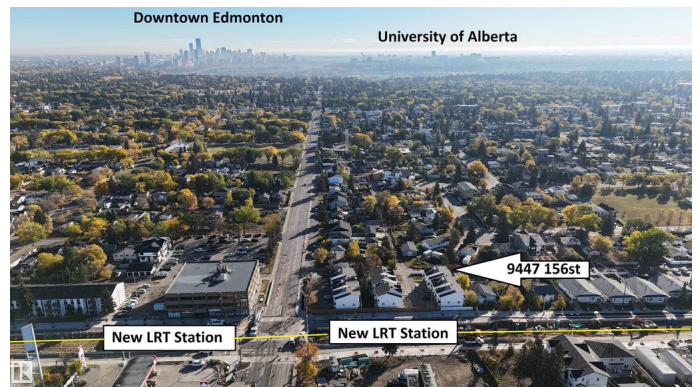 Downtown Edmonton
University of Alberta
9447 156st
New LRT Station
New LRT Station